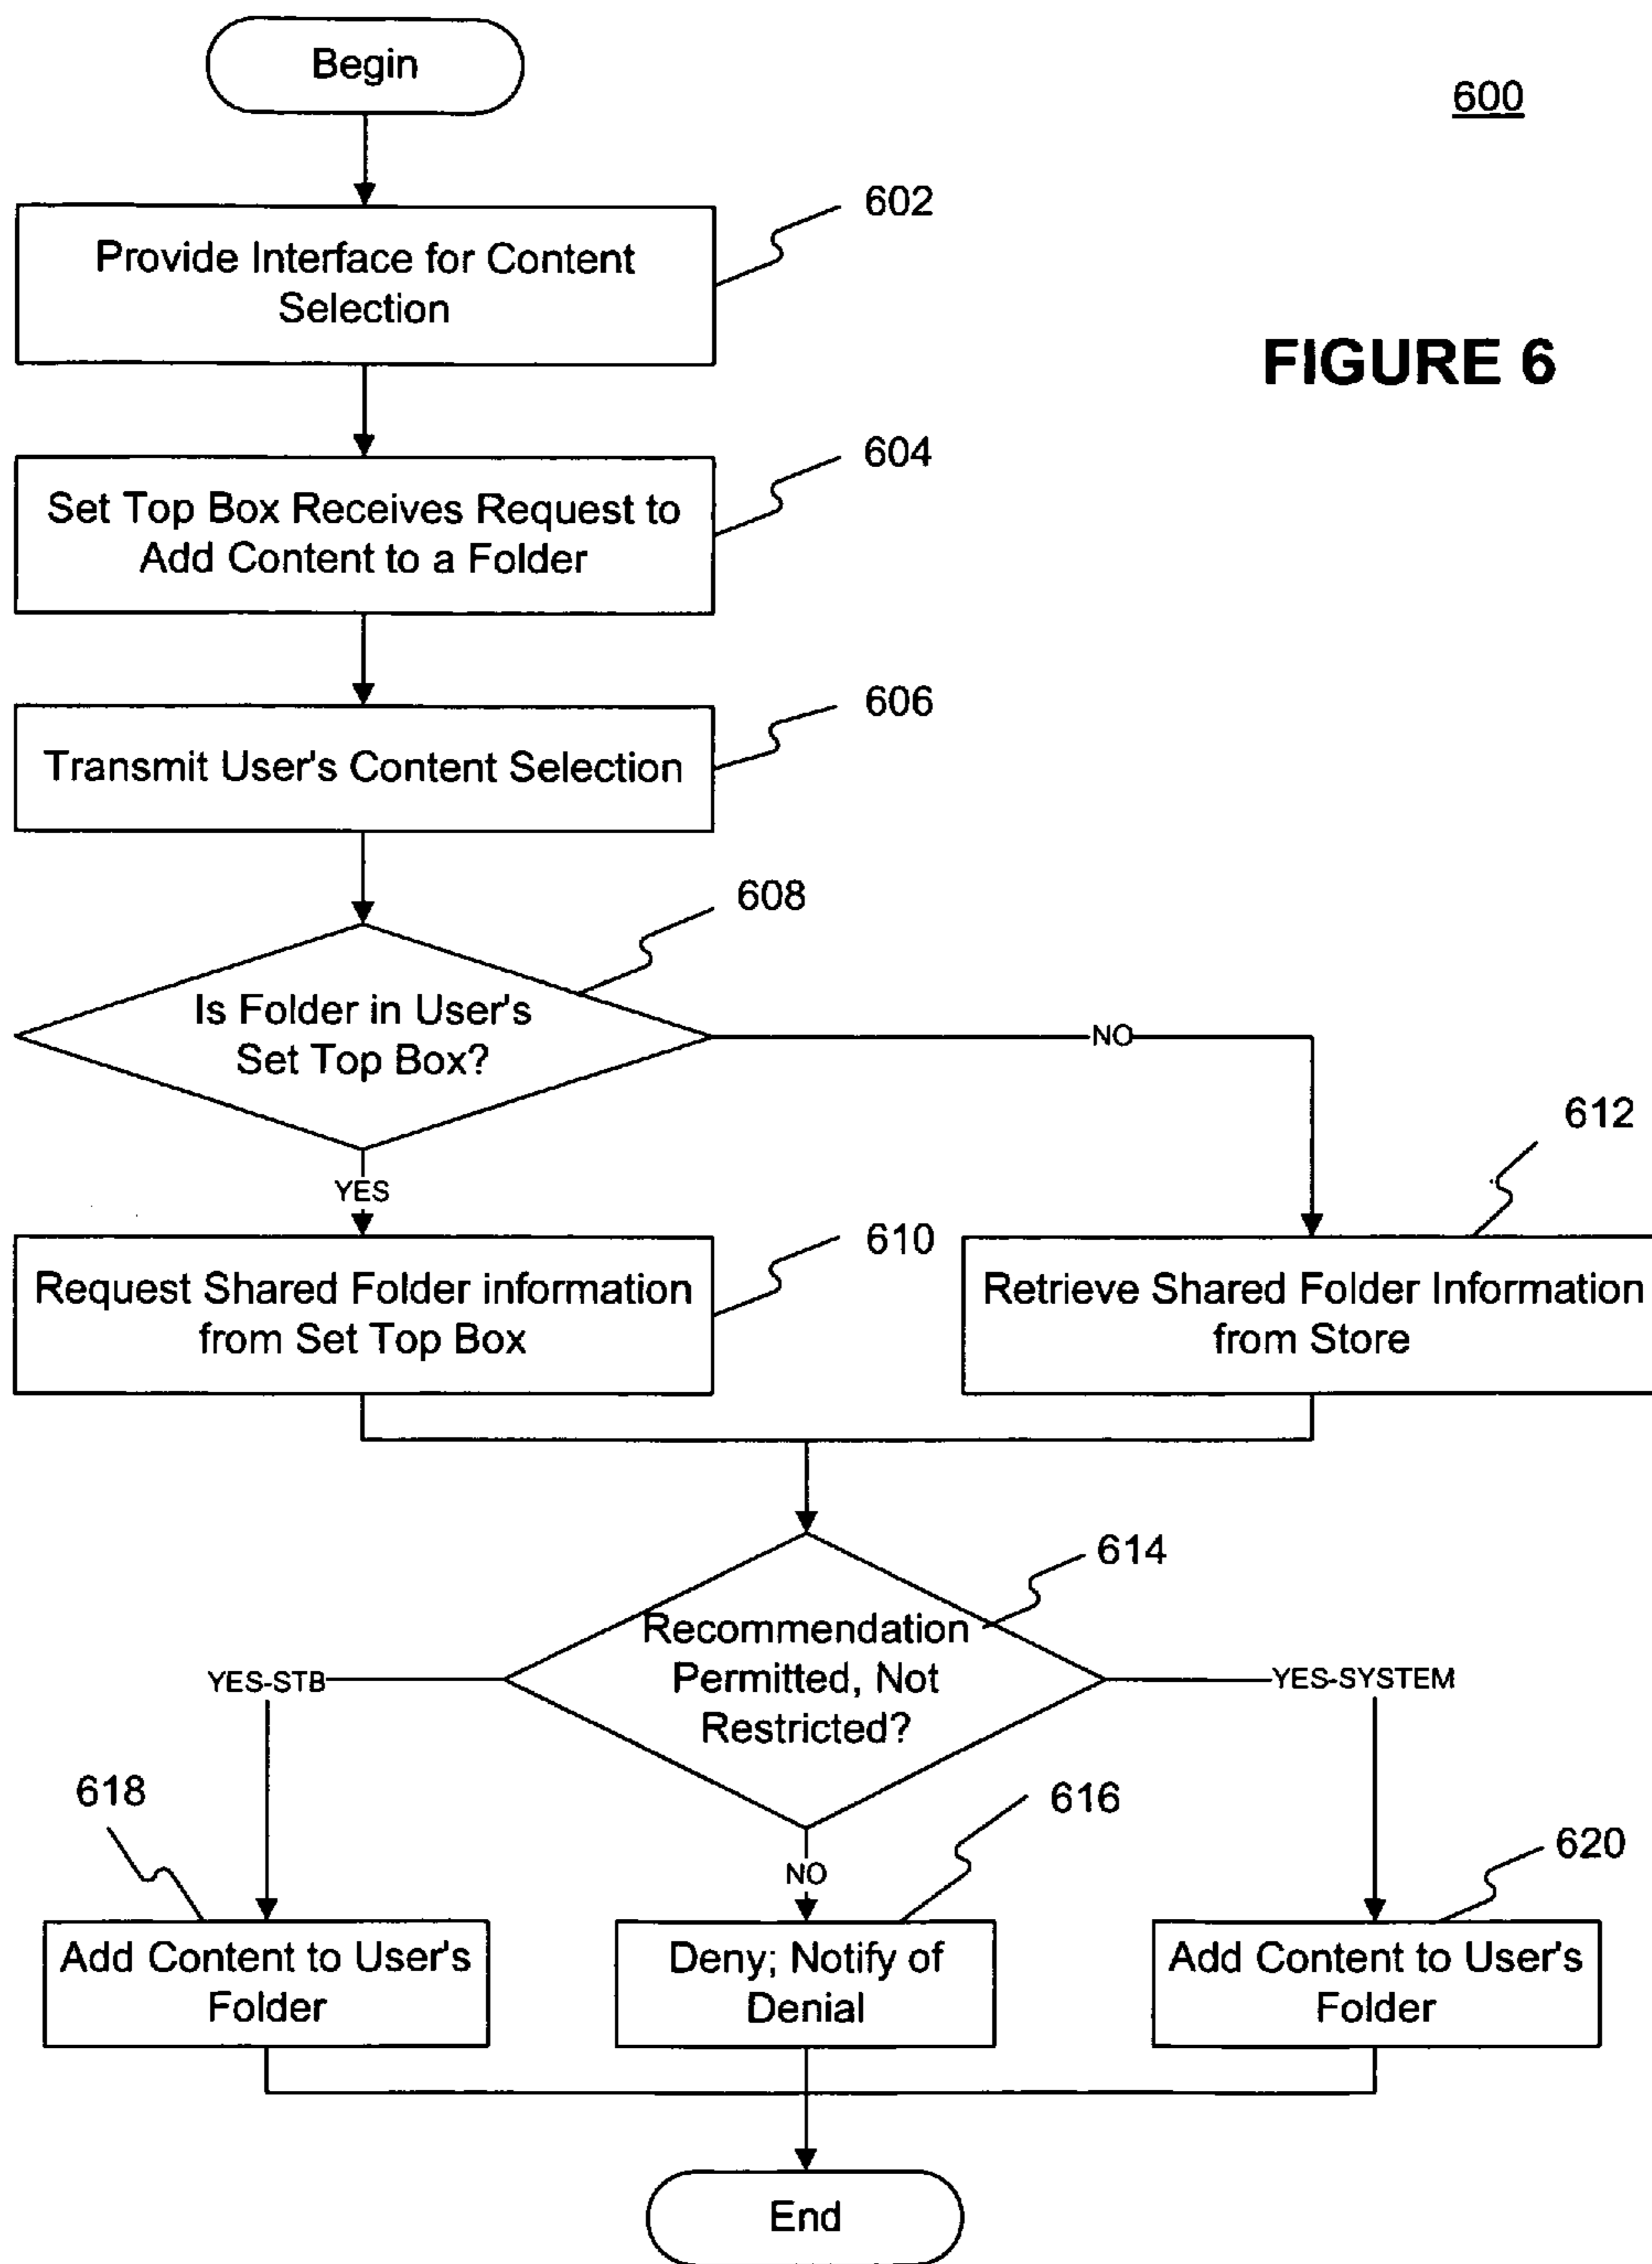 Begin
600
602
Provide Interface for Content
Selection
FIGURE 6
604
Set Top Box Receives Request to
Add Content to a Folder
606
Transmit User's Content Selection
608
Is Folder in User's
Set Top Box?
NO
612
YES
610
Request Shared Folder information
from Set Top Box
Retrieve Shared Folder Information
from Store
614
Recommendation
Permitted, Not
Restricted?
YES-STB
YES-SYSTEM
618
616
620
NO
Add Content to User's
Folder
Deny; Notify of
Denial
Add Content to User's
Folder
End